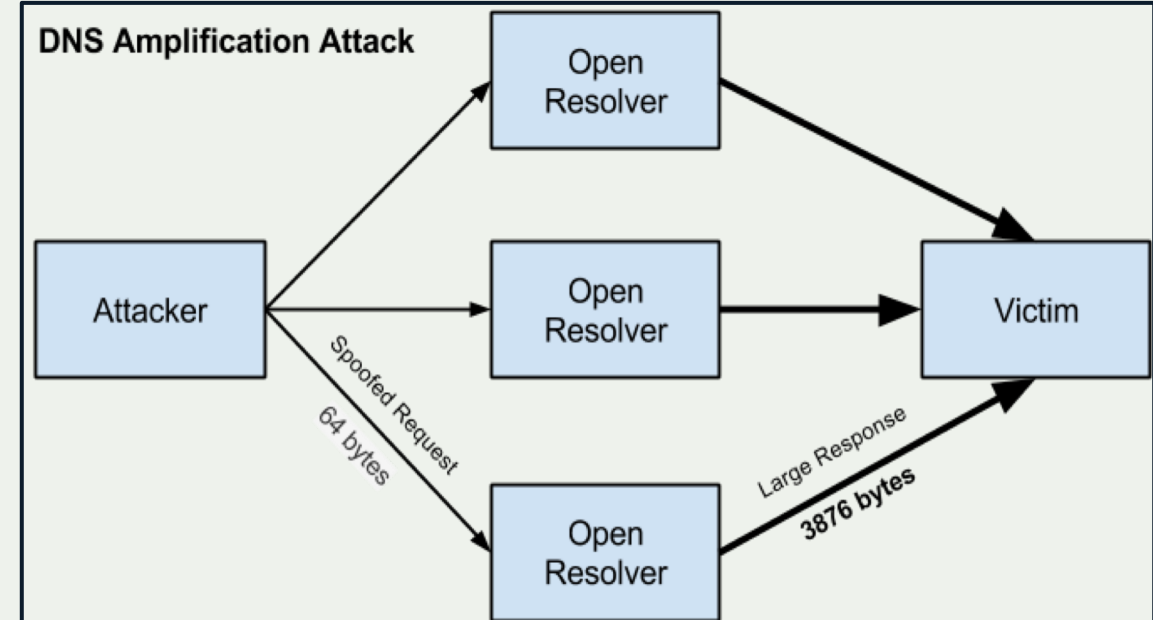 DNS Amplification Attack
Open
Resolver
Attacker
Open
Resolver
Victim
Spoofed Request
64 bytes
Large Response
3876 bytes
Open
Resolver